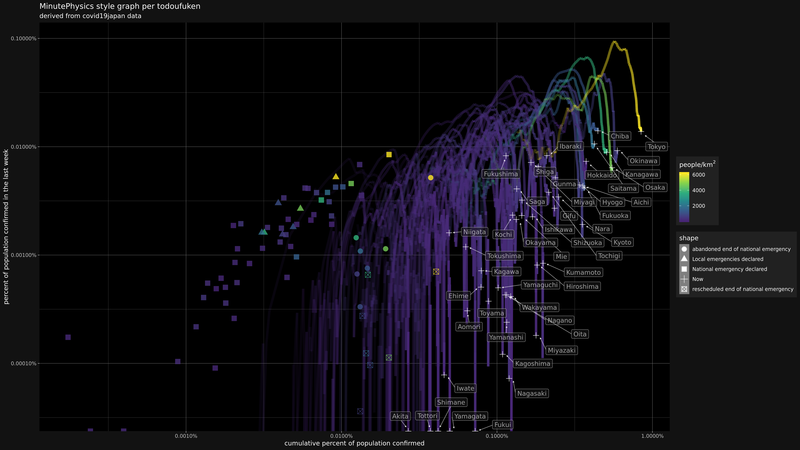 MinutePhysics style graph per todoufuken
derived from covid19japan data
percent of population confirmed in the last week
0.10000%
0.01000%
0.00100%
0.00010%
0.0010%
0.0100%
0.1000%
1.0000%
cumulative percent of population confirmed
Chiba
Tokyo
Ibaraki
Okinawa
Fukushima
Shiga
Hokkaido
Kanagawa
Gunma
Saitama
Osaka
Saga
Miyagi
Hyogo
Aichi
Gifu
Fukuoka
Niigata
Kochi
Ishikawa
Nara
Okayama
Shizuoka
Kyoto
Tokushima
Mie
Tochigi
Kagawa
Kumamoto
Ehime
Yamaguchi
Hiroshima
Toyama
Wakayama
Nagano
Aomori
Oita
Yamanashi
Miyazaki
Kagoshima
Iwate
Nagasaki
Shimane
Akita
Tottori
Yamagata
Fukui
people/km²
6000
4000
2000
shape
abandoned end of national emergency
Local emergencies declared
National emergency declared
Now
rescheduled end of national emergency